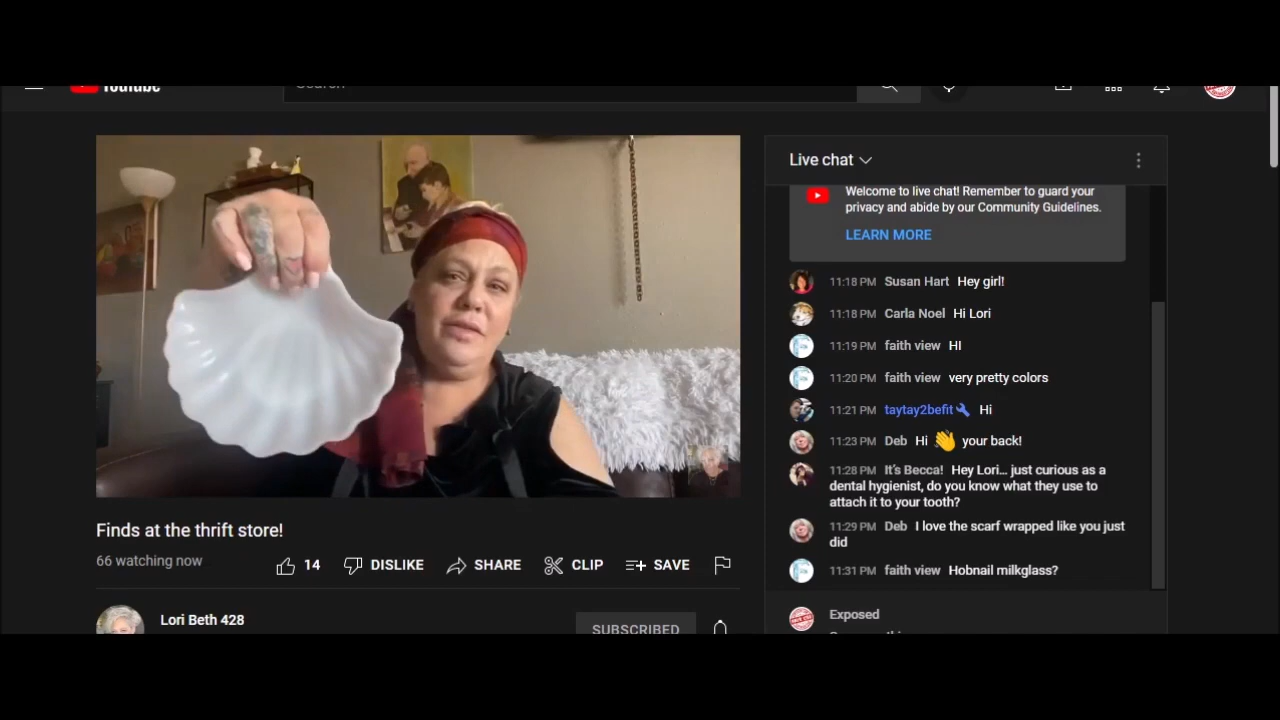 YouTube
Search
Live chat
Welcome to live chat! Remember to guard your
privacy and abide by our Community Guidelines.
LEARN MORE
11:18 PM Susan Hart Hey girl!
11:18 PM Carla Noel Hi Lori
11:19 PM faith view HI
11:20 PM faith view very pretty colors
11:21 PM taytay2befit Hi
11:23 PM Deb Hi 👋 your back!
11:28 PM It's Becca! Hey Lori... just curious as a
dental hygienist, do you know what they use to
attach it to your tooth?
11:29 PM Deb I love the scarf wrapped like you just
did
11:31 PM faith view Hobnail milkglass?
Exposed
Finds at the thrift store!
66 watching now
14
DISLIKE
SHARE
CLIP
SAVE
Lori Beth 428
SUBSCRIBED